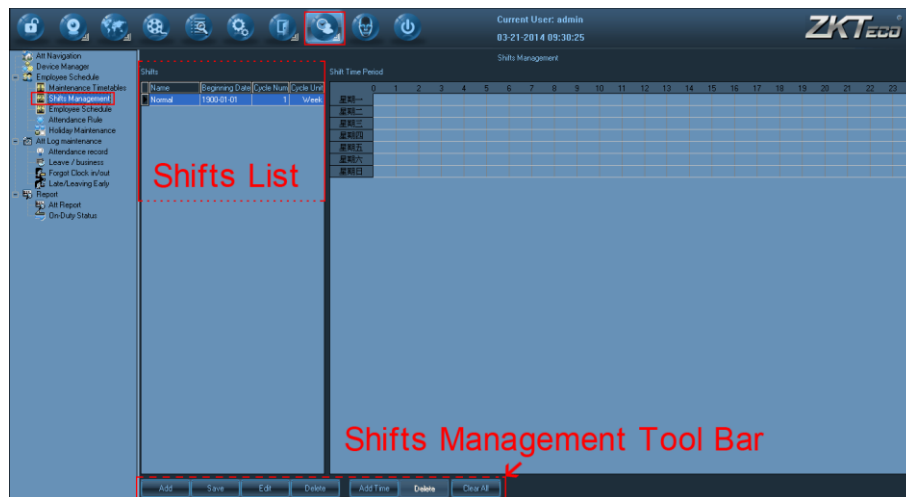 Current User: admin
03-21-2014 09:30:25
ZKTeco
Shifts Management
Att Navigation
Device Manager
Employee Schedule
Maintenance Timetables
Shifts Management
Employee Schedule
Attendance Rule
Holiday Maintenance
Att Log maintenance
Attendance record
Leave / business
Forgot Clock in/out
Late/Leaving Early
Report
Att Report
On-Duty Status
Shifts
Name Beginning Date Cycle Num Cycle Unit
Normal 1900-01-01 1 Week
Shifts List
Shift Time Period
0 1 2 3 4 5 6 7 8 9 10 11 12 13 14 15 16 17 18 19 20 21 22 23
星期一
星期二
星期三
星期四
星期五
星期六
星期日
Shifts Management Tool Bar
Add Save Edit Delete Add Time Delete Clear All